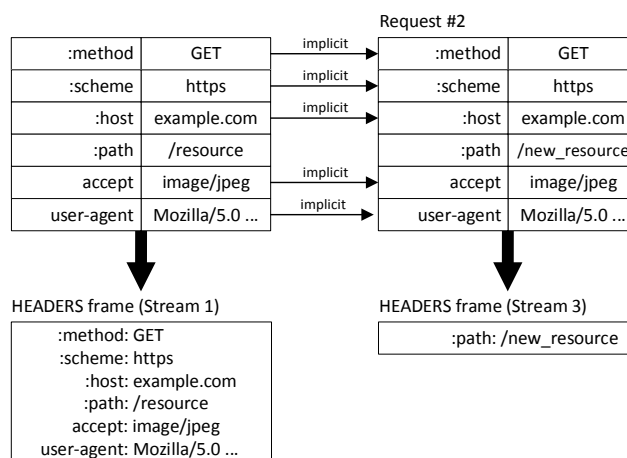 Request #2
:method GET implicit :method GET
:scheme https implicit :scheme https
:host example.com implicit :host example.com
:path /resource :path /new_resource
accept image/jpeg implicit accept image/jpeg
user-agent Mozilla/5.0 ... implicit user-agent Mozilla/5.0 ...
HEADERS frame (Stream 1) HEADERS frame (Stream 3)
:method: GET :path: /new_resource
:scheme: https
:host: example.com
:path: /resource
accept: image/jpeg
user-agent: Mozilla/5.0 ...